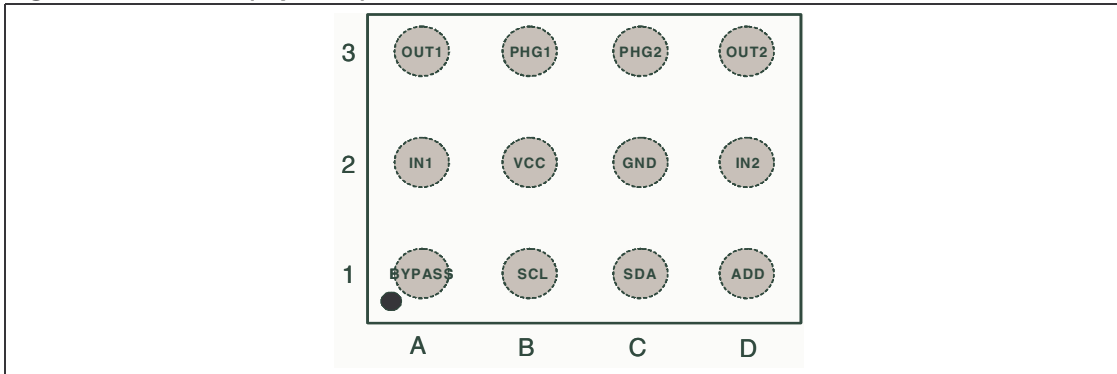 3 OUT1 PHG1 PHG2 OUT2
2 IN1 VCC GND IN2
1 BYPASS SCL SDA ADD
A B C D